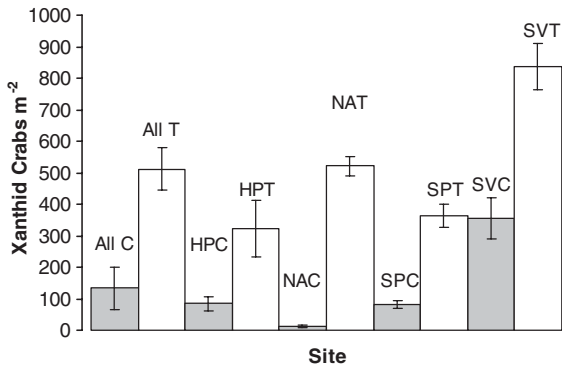 1000
900
800
700
600
500
400
300
200
100
0
Xanthid Crabs m⁻²
All C
All T
HPC
HPT
NAC
NAT
SPC
SPT
SVC
SVT
Site